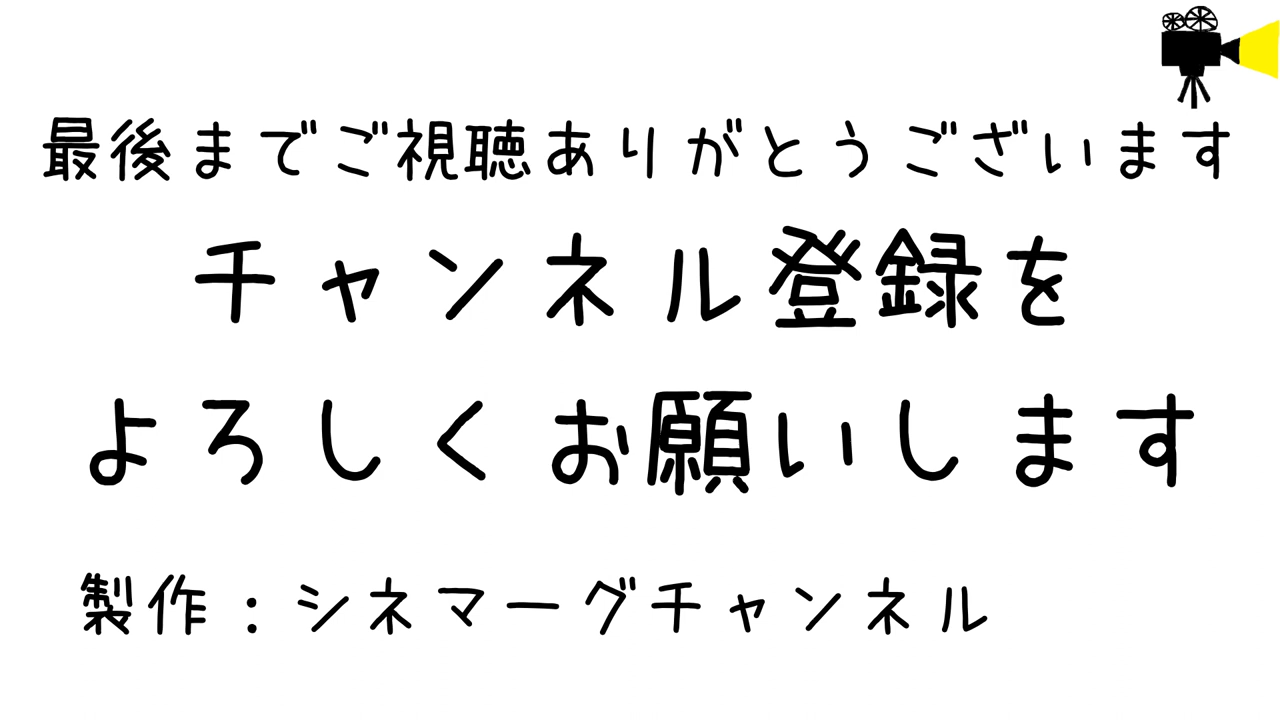 最後までご視聴ありがとうございます
チャンネル登録を
よろしくお願いします
製作：シネマーグチャンネル